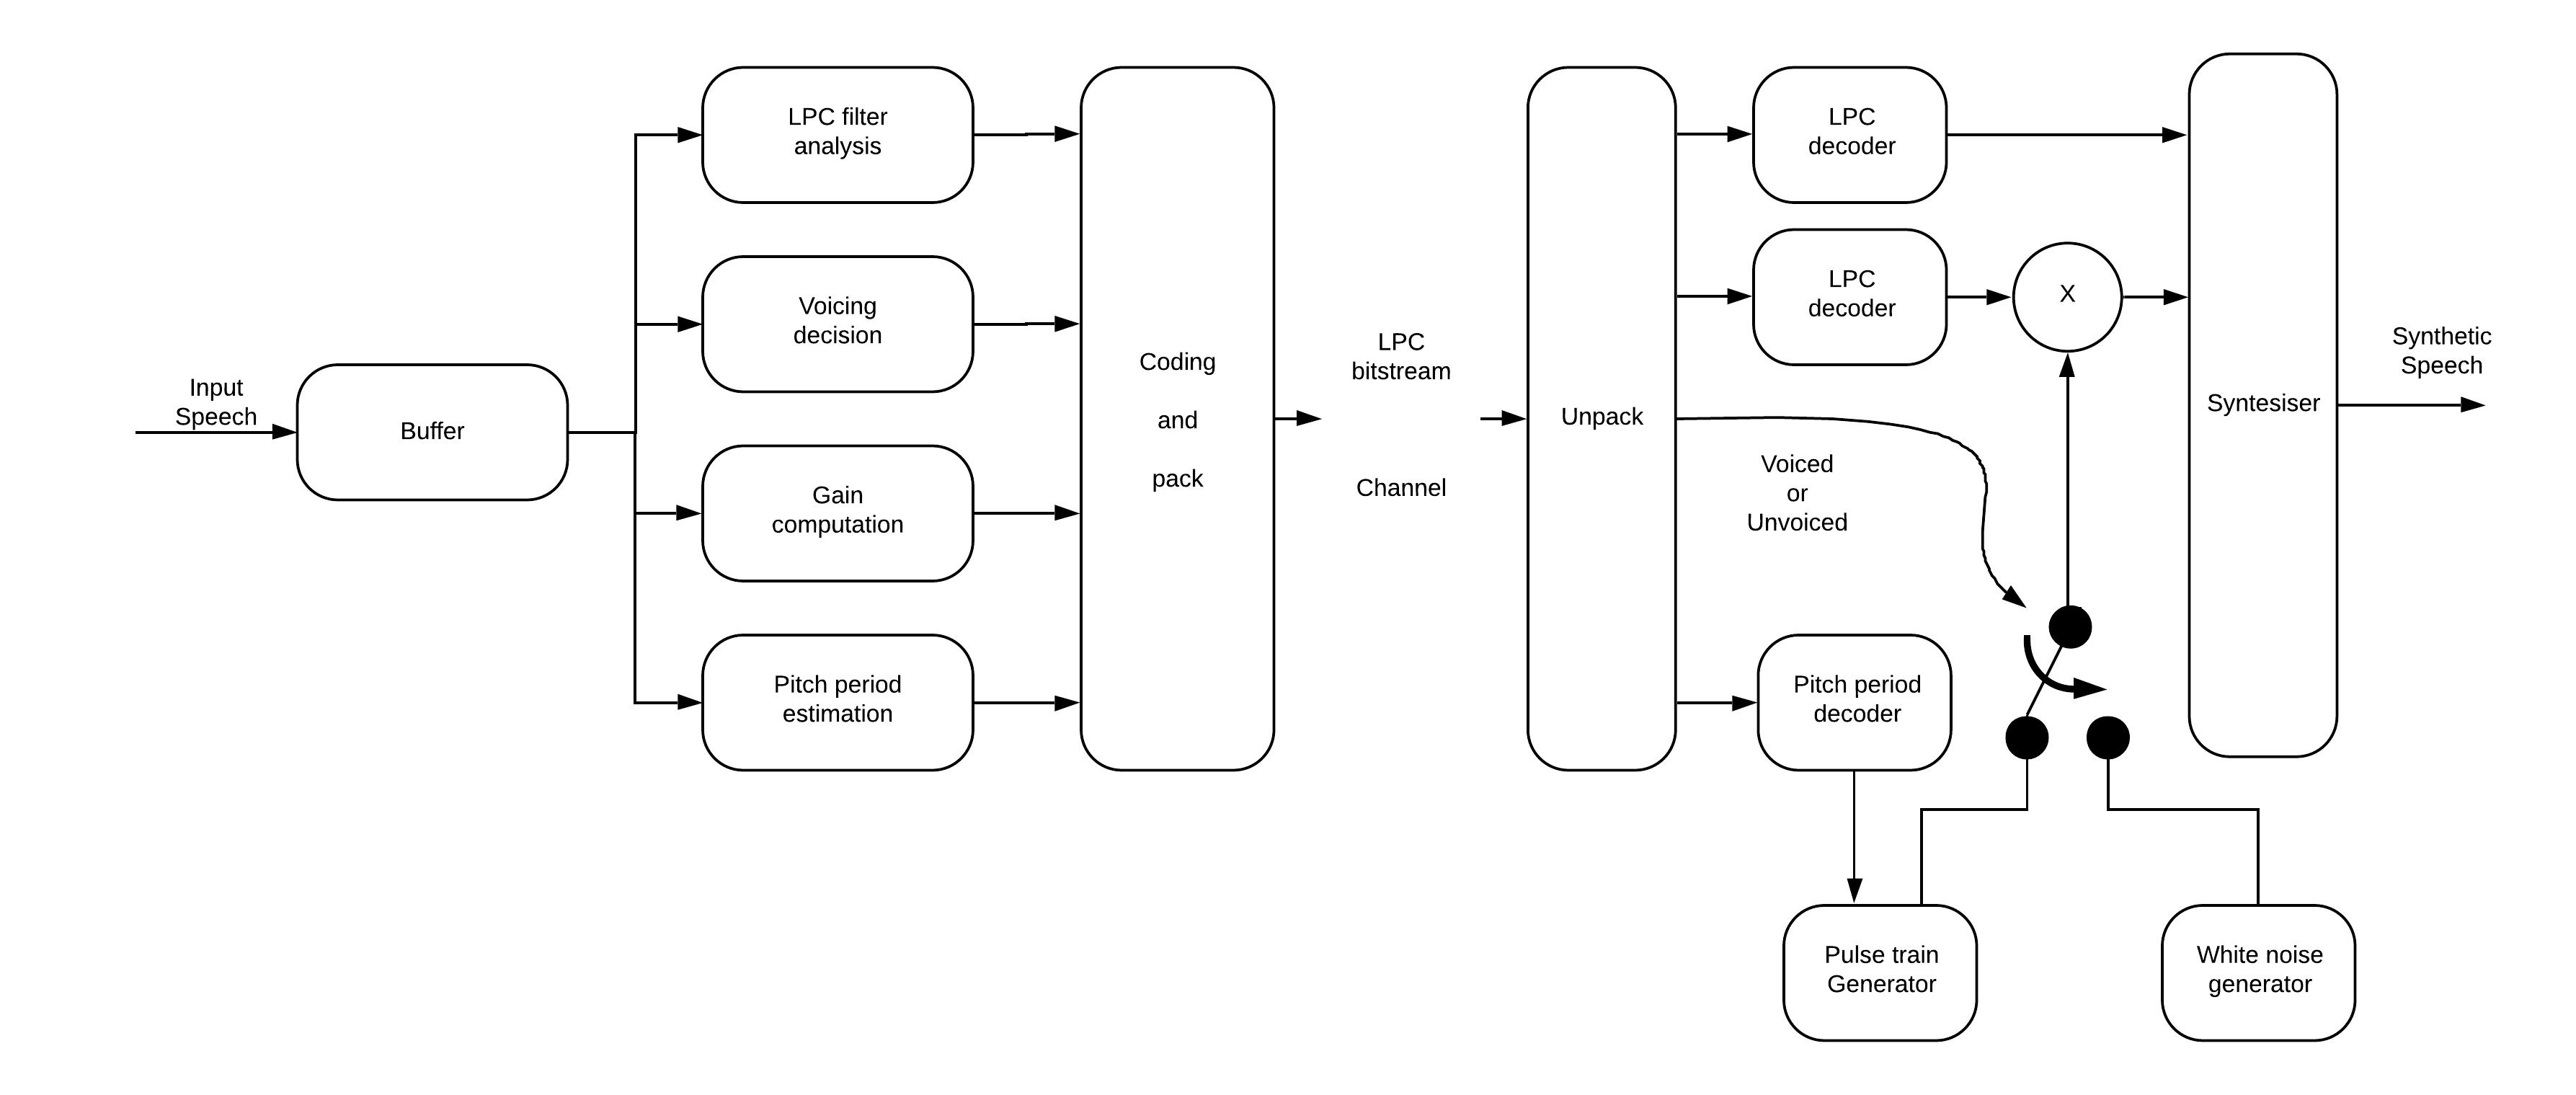 Input
Speech
Buffer
LPC filter
analysis
Voicing
decision
Gain
computation
Pitch period
estimation
Coding
and
pack
LPC
bitstream
Channel
Unpack
LPC
decoder
LPC
decoder
X
Voiced
or
Unvoiced
Pitch period
decoder
Pulse train
Generator
White noise
generator
Syntesiser
Synthetic
Speech